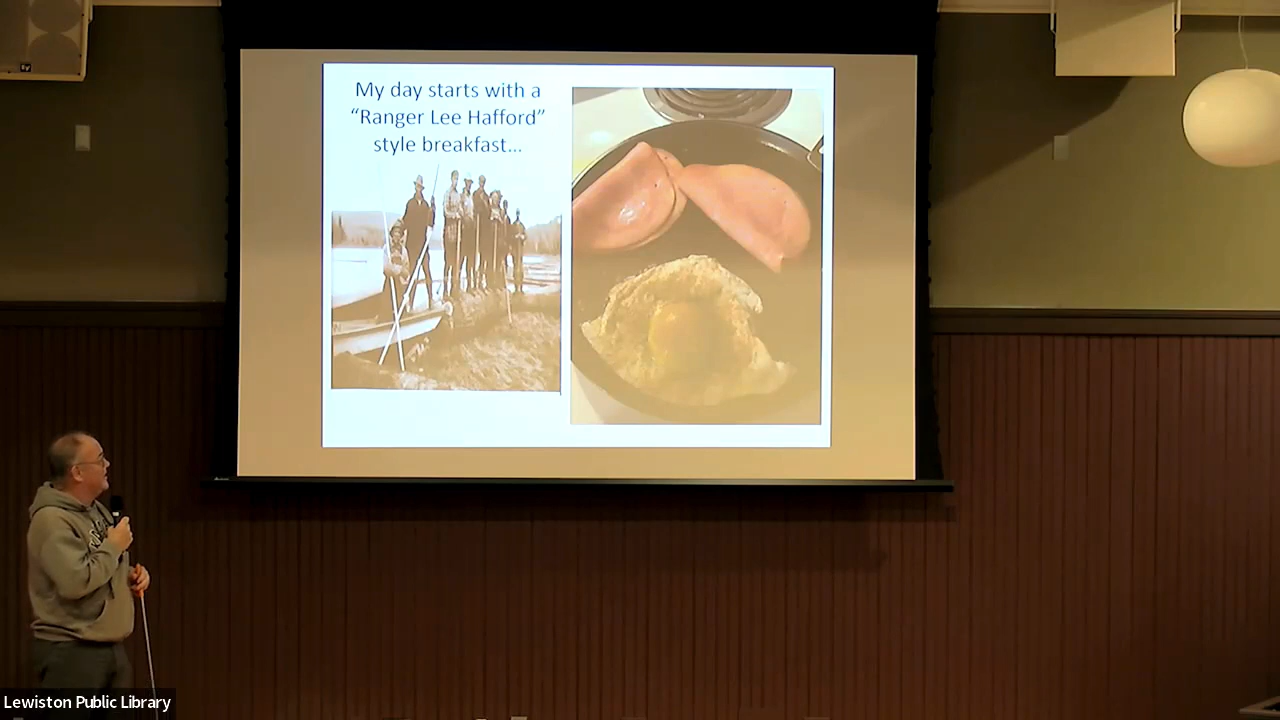 My day starts with a
“Ranger Lee Hafford”
style breakfast...
Lewiston Public Library